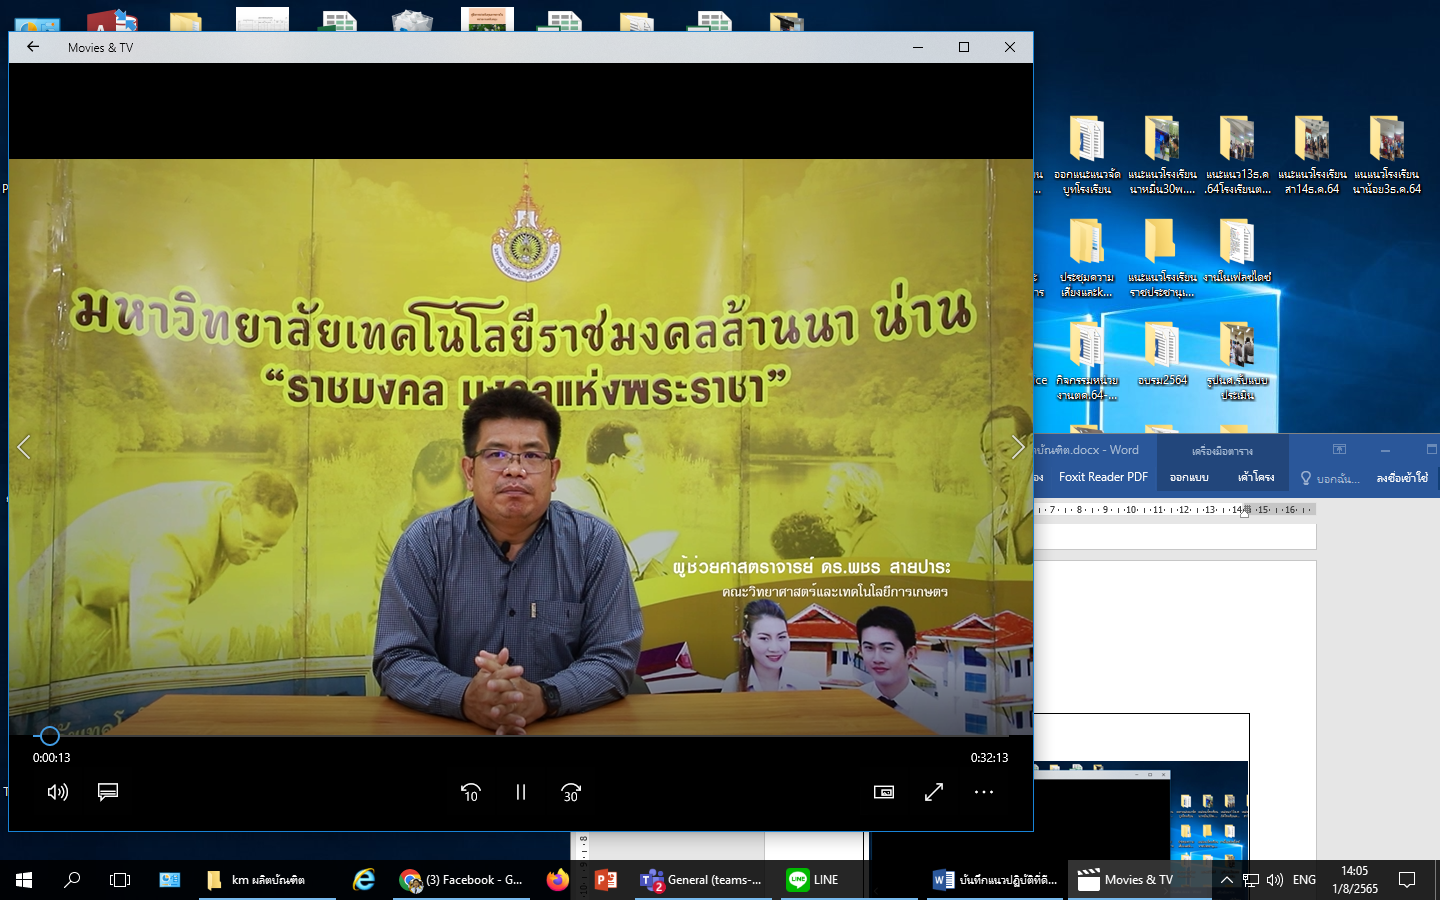 Movies & TV
มหาวิทยาลัยเทคโนโลยีราชมงคลล้านนา น่าน
“ราชมงคล มงคลแห่งพระราชา”
ผู้ช่วยศาสตราจารย์ ดร.พชร สายปาระ
คณะวิทยาศาสตร์และเทคโนโลยีการเกษตร
0:00:13
0:32:13
10
30
ออกแนะแนวจัด
บูทโรงเรียน
แนะแนวโรงเรียน
นาหมื่น30พ....
แนะแนว13ธ.ค
.64โรงเรียนต...
แนะแนวโรงเรียน
สา14ธ.ค.64
แนแนวโรงเรียน
นาน้อย3ธ.ค.64
ประชุมความ
เสี่ยงและk...
แนะแนวโรงเรียน
ราชประชานุเ...
งานในแฟลชไดซ์
กิจกรรมหน่วย
งานตค.64-...
อบรม2564
รูปนศ.รับแบบ
ประเมิน
บัณฑิต.docx - Word
เครื่องมือตาราง
Foxit Reader PDF
ออกแบบ
เค้าโครง
บอกฉัน...
ลงชื่อเข้าใช้
7 8 9 10 11 12 13 14 15 16
km ผลิตบัณฑิต
(3) Facebook - G...
General (teams-...
2
LINE
บันทึกแนวปฏิบัติที่ดี...
Movies & TV
ENG
14:05
1/8/2565